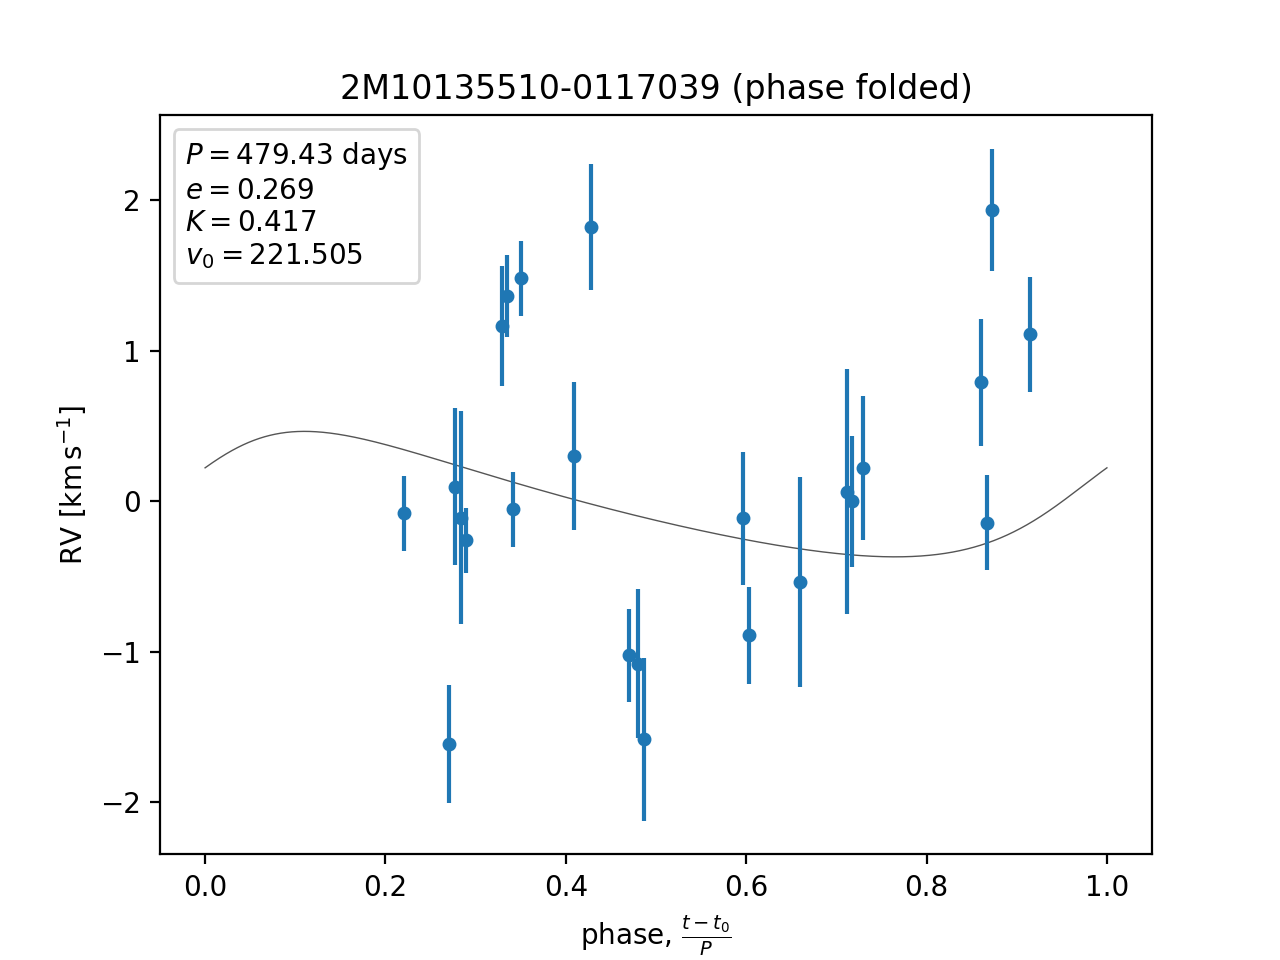 2M10135510-0117039 (phase folded)
P = 479.43 days
e = 0.269
K = 0.417
v₀ = 221.505
2
1
0
−1
−2
RV [km s⁻¹]
0.0 0.2 0.4 0.6 0.8 1.0
phase, (t − t₀)/P